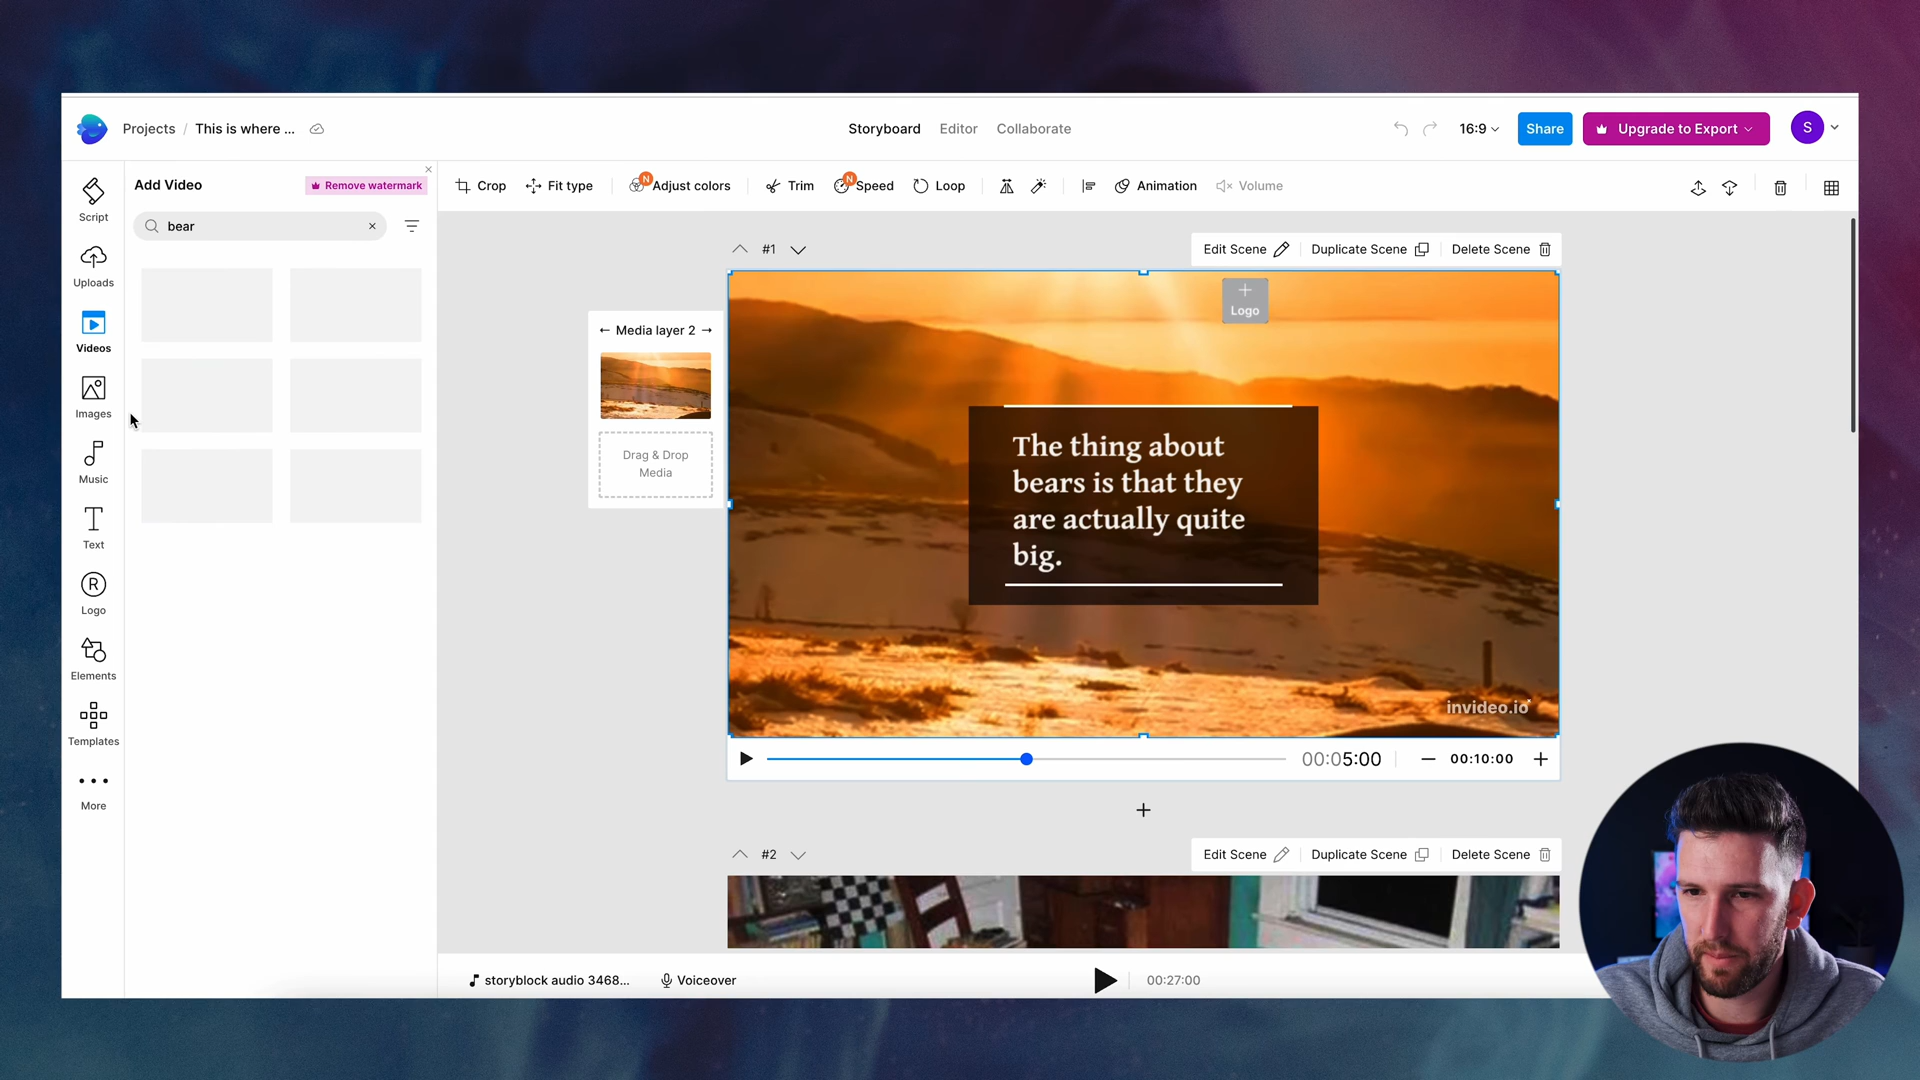 Projects / This is where ...
Storyboard Editor Collaborate
16:9
Share
Upgrade to Export
S
Script
Uploads
Videos
Images
Music
Text
Logo
Elements
Templates
More
Add Video
Remove watermark
bear
Crop Fit type N Adjust colors Trim N Speed Loop Animation Volume
#1
Edit Scene Duplicate Scene Delete Scene
← Media layer 2 →
Drag & Drop
Media
+
Logo
The thing about
bears is that they
are actually quite
big.
invideo.io
00:05:00
00:10:00
#2
Edit Scene Duplicate Scene Delete Scene
storyblock audio 3468...
Voiceover
00:27:00